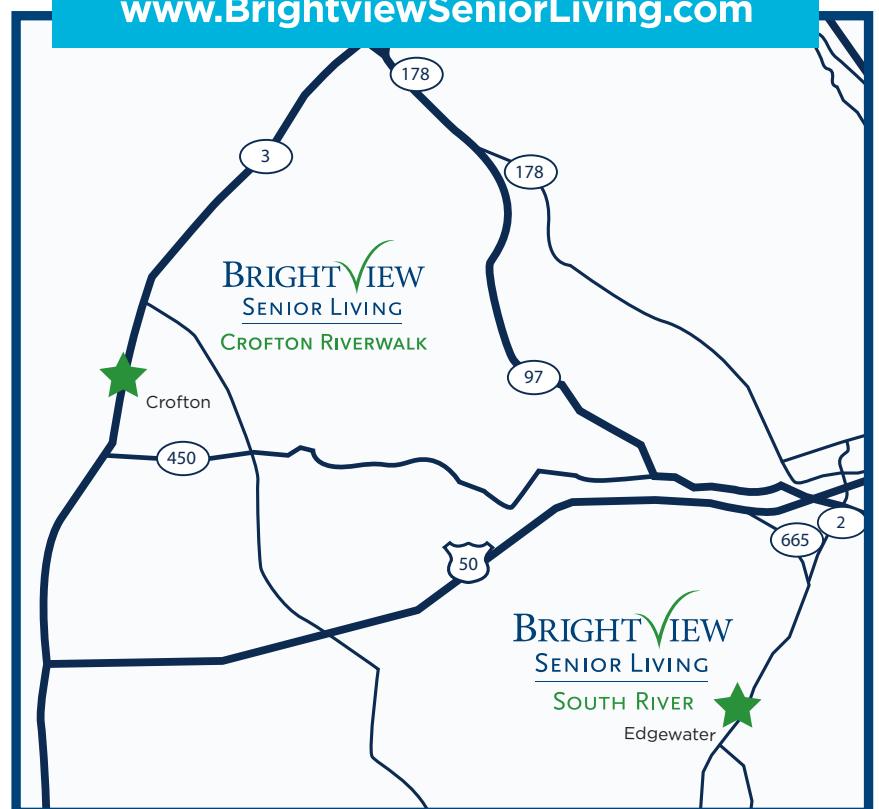 www.BrightviewSeniorLiving.com
178
3
178
BRIGHTVIEW
SENIOR LIVING
CROFTON RIVERWALK
97
Crofton
450
2
665
50
BRIGHTVIEW
SENIOR LIVING
SOUTH RIVER
Edgewater